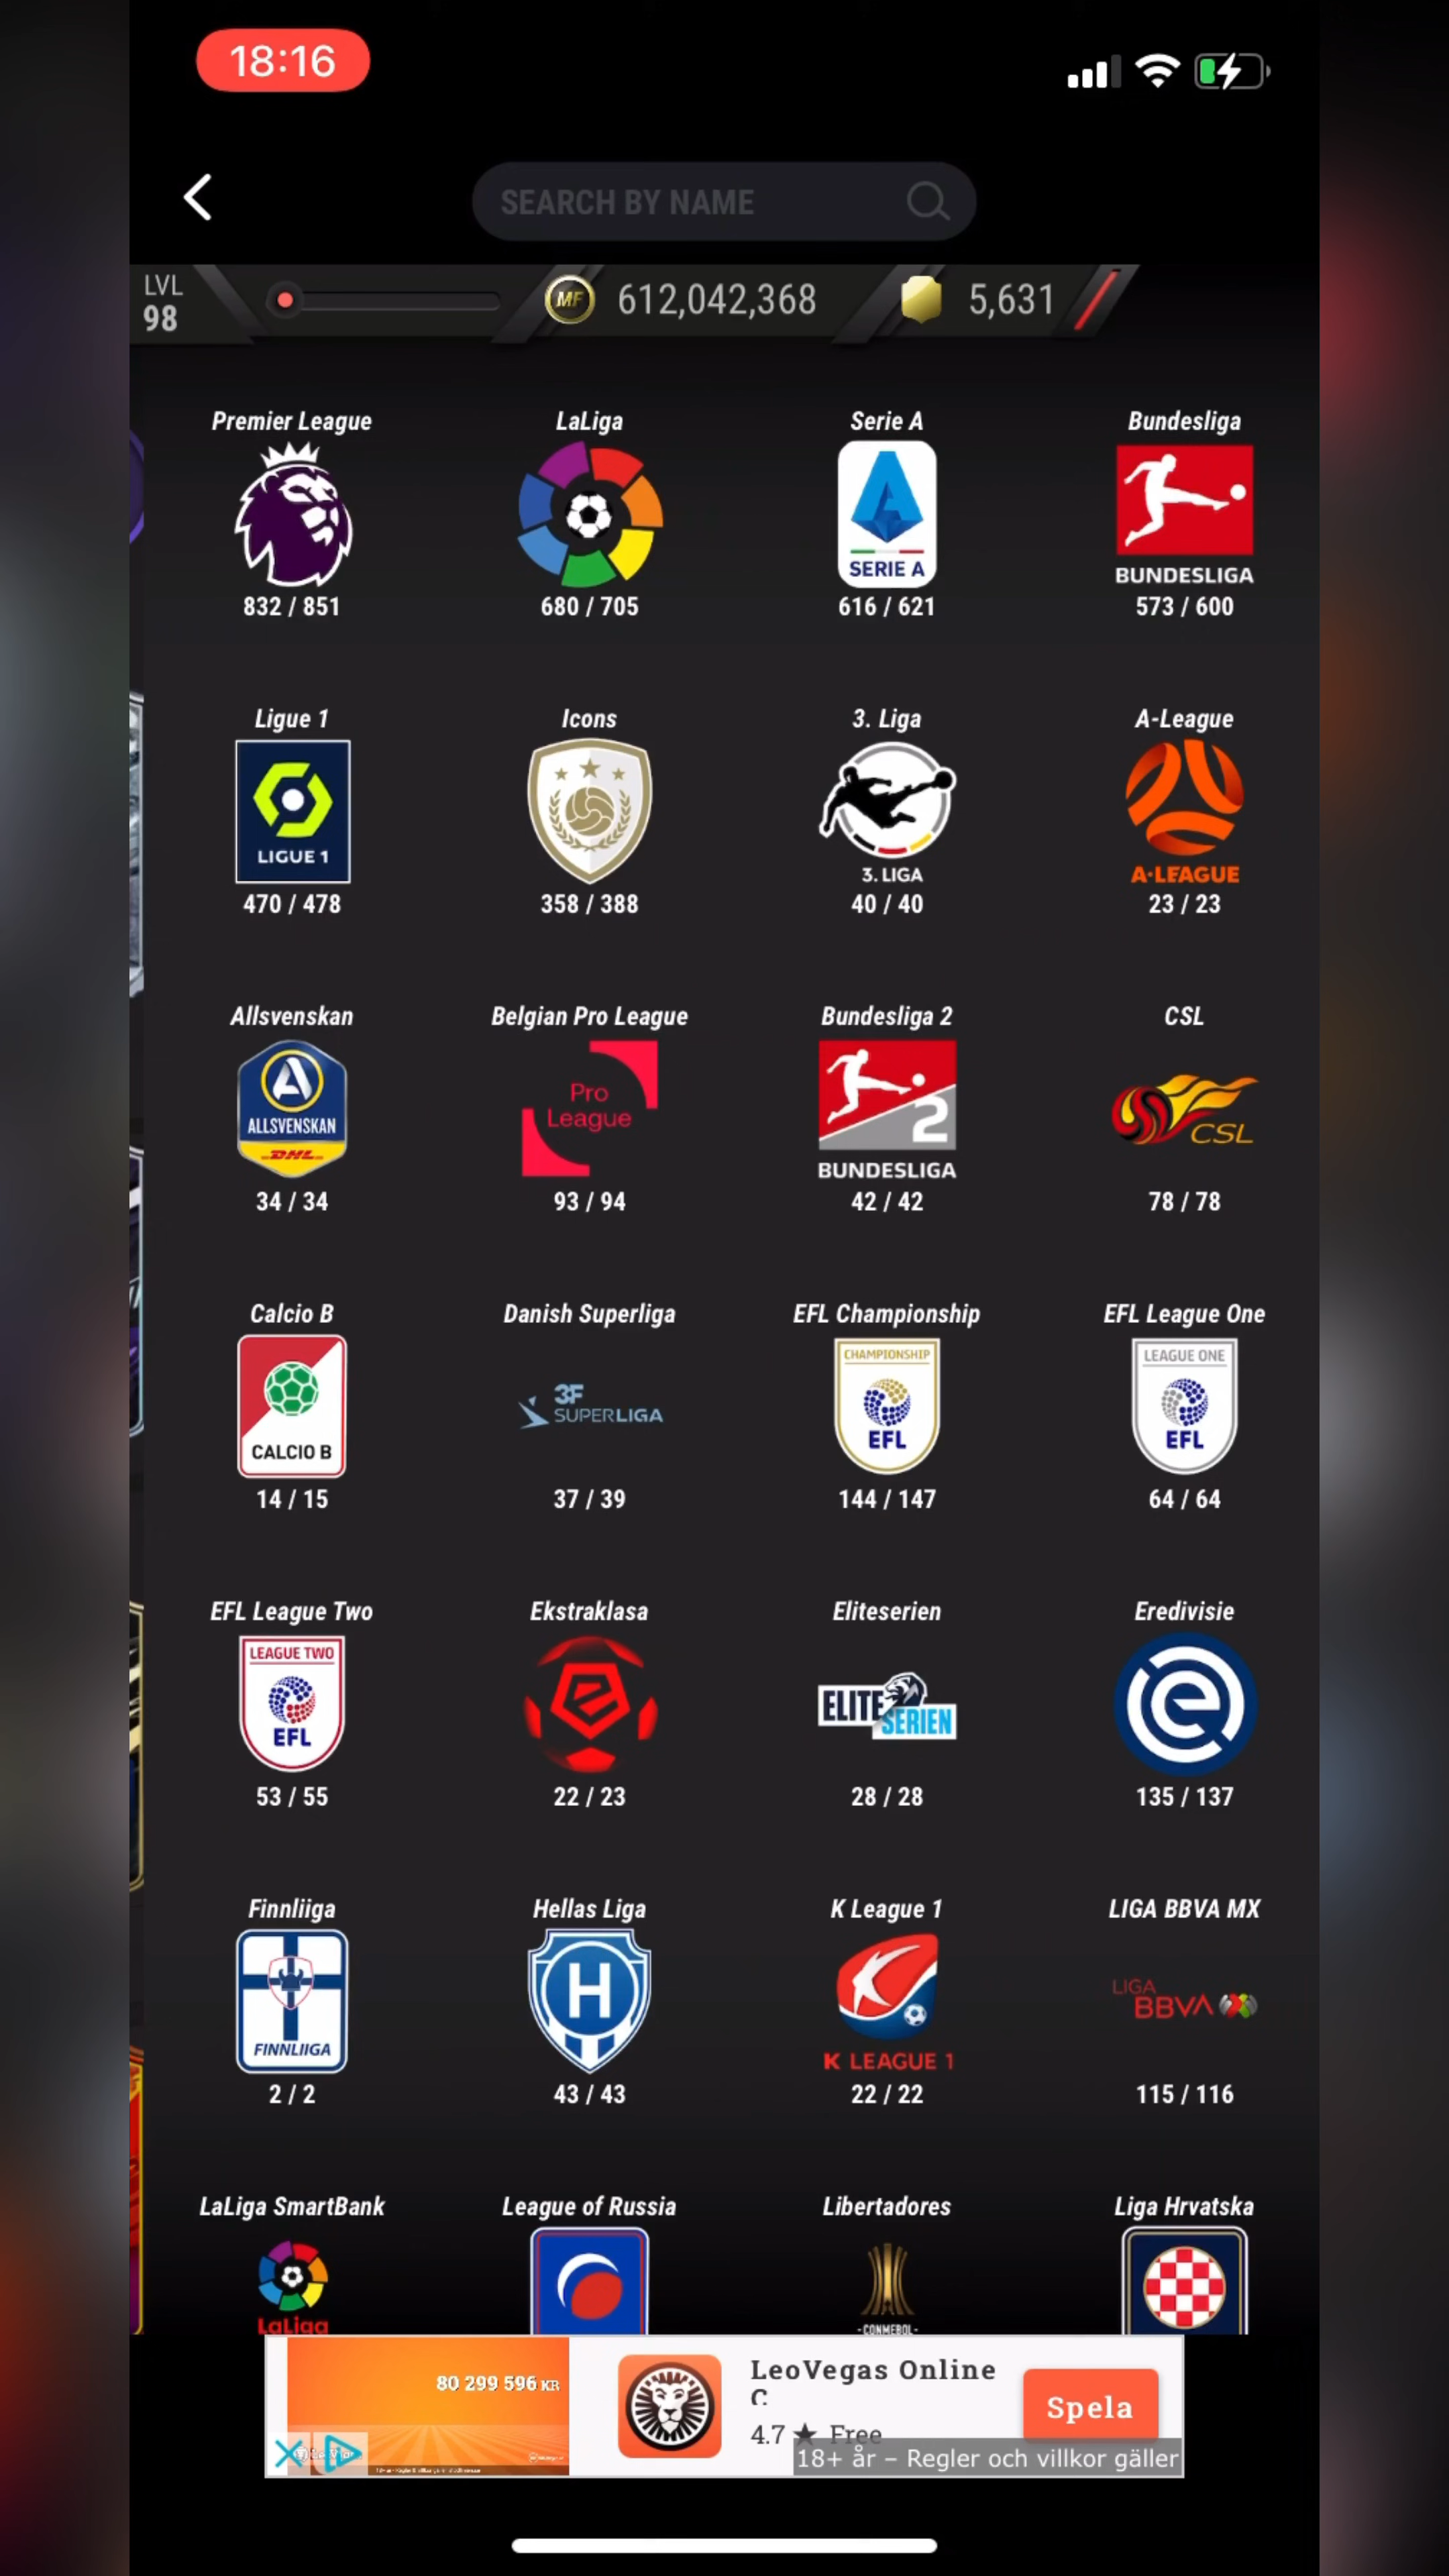 18:16
SEARCH BY NAME
LVL
98
MF
612,042,368
5,631
Premier League
LaLiga
Serie A
Bundesliga
SERIE A
BUNDESLIGA
832 / 851
680 / 705
616 / 621
573 / 600
Ligue 1
Icons
3. Liga
A-League
LIGUE 1
3. LIGA
A·LEAGUE
470 / 478
358 / 388
40 / 40
23 / 23
Allsvenskan
Belgian Pro League
Bundesliga 2
CSL
ALLSVENSKAN
DHL
Pro
League
2
BUNDESLIGA
CSL
34 / 34
93 / 94
42 / 42
78 / 78
Calcio B
Danish Superliga
EFL Championship
EFL League One
CALCIO B
3F
SUPERLIGA
CHAMPIONSHIP
EFL
LEAGUE ONE
EFL
14 / 15
37 / 39
144 / 147
64 / 64
EFL League Two
Ekstraklasa
Eliteserien
Eredivisie
LEAGUE TWO
EFL
ELITE
SERIEN
53 / 55
22 / 23
28 / 28
135 / 137
Finnliiga
Hellas Liga
K League 1
LIGA BBVA MX
FINNLIIGA
H
K LEAGUE 1
LIGA
BBVA
2 / 2
43 / 43
22 / 22
115 / 116
LaLiga SmartBank
League of Russia
Libertadores
Liga Hrvatska
LaLiga
-CONMEBOL-
80 299 596 KR
LeoVegas Online
C
4.7 ★ Free
Spela
18+ år – Regler och villkor gäller